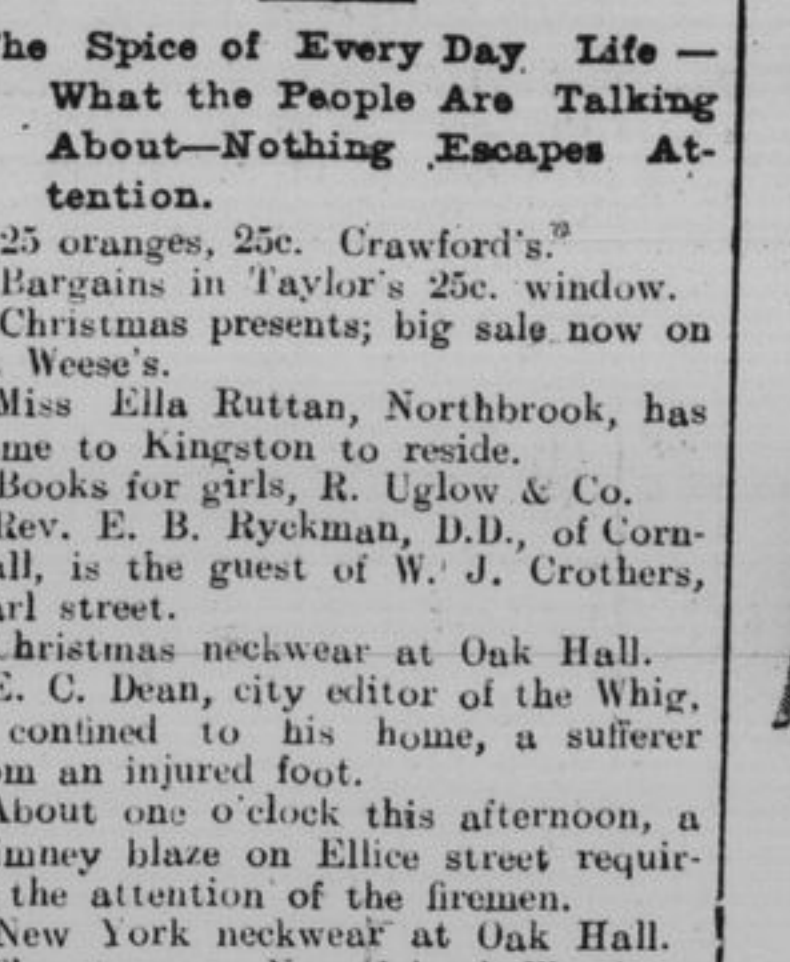 he Spice of Every Day Life —
What the People Are Talking
About—Nothing Escapes At-
tention.
25 oranges, 25c. Crawford's."
Bargains in Taylor's 25c. window.
Christmas presents; big sale now on
Weese's.
Miss Ella Ruttan, Northbrook, has
me to Kingston to reside.
Books for girls, R. Uglow & Co.
Rev. E. B. Ryckman, D.D., of Corn-
all, is the guest of W. J. Crothers,
arl street.
Christmas neckwear at Oak Hall.
E. C. Dean, city editor of the Whig,
confined to his home, a sufferer
om an injured foot.
About one o'clock this afternoon, a
mney blaze on Ellice street requir-
the attention of the firemen.
New York neckwear at Oak Hall.